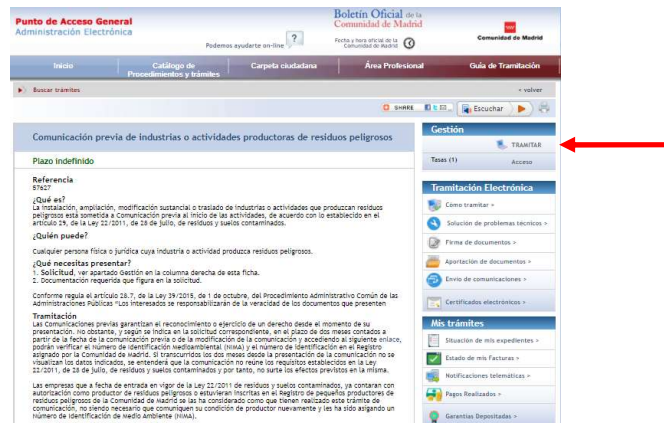 Punto de Acceso General
Administración Electrónica
Podemos ayudarte on-line
?
Boletín Oficial de la
Comunidad de Madrid
Fecha y hora oficial de la
Comunidad de Madrid
Comunidad de Madrid
Inicio
Catálogo de
Procedimientos y trámites
Carpeta ciudadana
Área Profesional
Guía de Tramitación
Buscar trámites
« volver
SHARE
Escuchar
Comunicación previa de industrias o actividades productoras de residuos peligrosos
Plazo indefinido
Referencia
57627
¿Qué es?
La instalación, ampliación, modificación sustancial o traslado de industrias o actividades que produzcan residuos
peligrosos está sometida a Comunicación previa al inicio de las actividades, de acuerdo con lo establecido en el
artículo 29, de la Ley 22/2011, de 28 de julio, de residuos y suelos contaminados.
¿Quién puede?
Cualquier persona física o jurídica cuya industria o actividad produzca residuos peligrosos.
¿Qué necesitas presentar?
1. Solicitud, ver apartado Gestión en la columna derecha de esta ficha.
2. Documentación requerida que figura en la solicitud.
Conforme regula el artículo 28.7, de la Ley 39/2015, de 1 de octubre, del Procedimiento Administrativo Común de las
Administraciones Públicas "Los interesados se responsabilizarán de la veracidad de los documentos que presenten
Tramitación
Las Comunicaciones previas garantizan el reconocimiento o ejercicio de un derecho desde el momento de su
presentación. No obstante, y según se indica en la solicitud correspondiente, en el plazo de dos meses contados a
partir de la fecha de la comunicación previa o de la modificación de la comunicación y accediendo al siguiente enlace,
podrán verificar el Número de Identificación Medioambiental (NIMA) y el número de identificación en el Registro
asignado por la Comunidad de Madrid. Si transcurridos los dos meses desde la presentación de la comunicación no se
visualizan los datos indicados, se entenderá que la comunicación no reúne los requisitos establecidos en la Ley
22/2011, de 28 de julio, de residuos y suelos contaminados y por tanto, no surte los efectos previstos en la misma.
Las empresas que a fecha de entrada en vigor de la Ley 22/2011 de residuos y suelos contaminados, ya contaran con
autorización como productor de residuos peligrosos o estuvieran inscritas en el Registro de pequeños productores de
residuos peligrosos de la Comunidad de Madrid se las ha considerado como que tienen realizado este trámite de
comunicación, no siendo necesario que comuniquen su condición de productor nuevamente y les ha sido asignado un
número de identificación de Medio Ambiente (NIMA).
Gestión
TRAMITAR
Tasas (1)
Acceso
Tramitación Electrónica
Cómo tramitar »
Solución de problemas técnicos »
Firma de documentos »
Aportación de documentos »
Envío de comunicaciones »
Certificados electrónicos »
Mis trámites
Situación de mis expedientes »
Estado de mis Facturas »
Notificaciones telemáticas »
Pagos Realizados »
Garantías Depositadas »